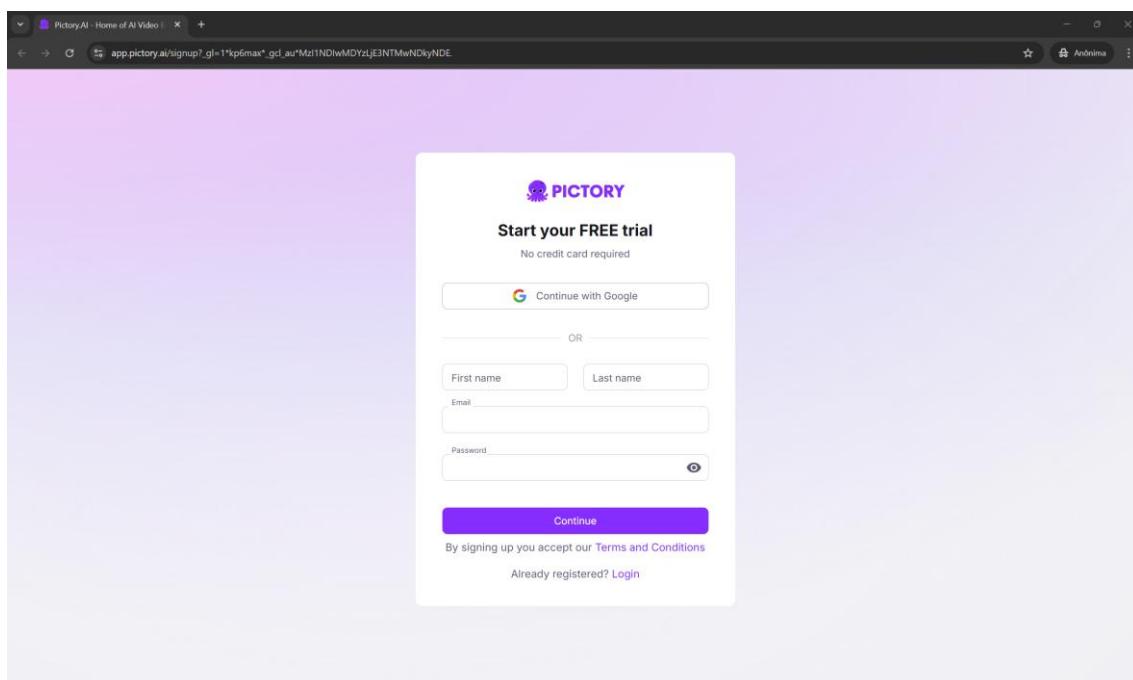 Pictory.AI - Home of AI Video
app.pictory.ai/signup?_gl=1*kp6max*_gcl_au*MzI1NDIwMDYzLjE3NTMwNDkyNDE.
Anônima
PICTORY
Start your FREE trial
No credit card required
Continue with Google
OR
First name Last name
Email
Password
Continue
By signing up you accept our Terms and Conditions
Already registered? Login